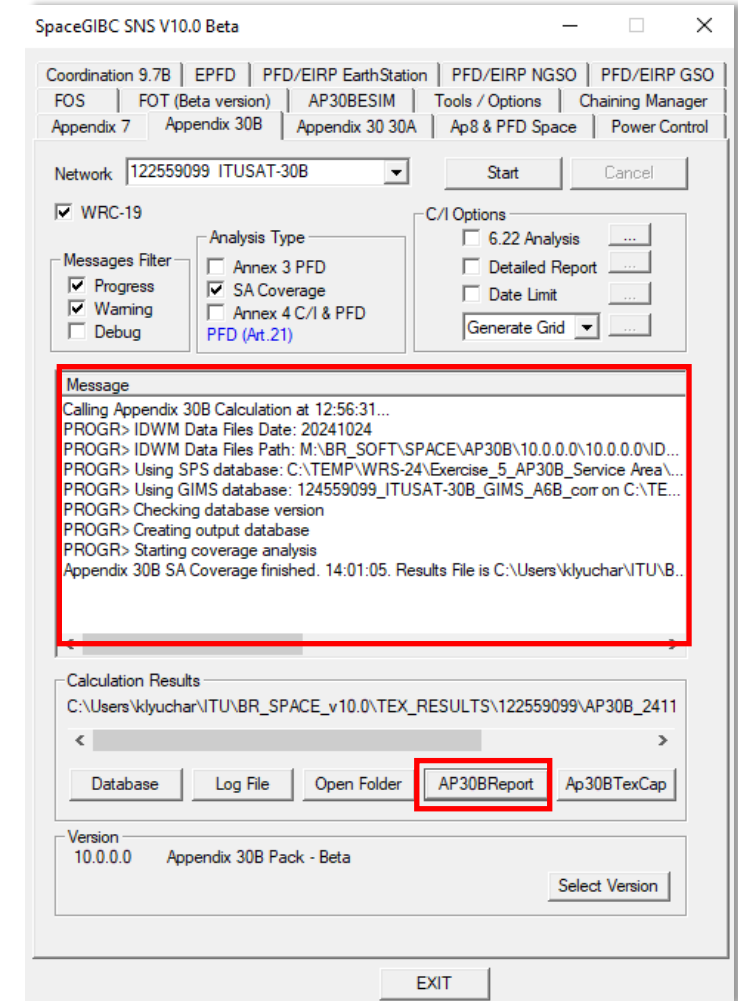 SpaceGIBC SNS V10.0 Beta
Coordination 9.7B EPFD PFD/EIRP EarthStation PFD/EIRP NGSO PFD/EIRP GSO
FOS FOT (Beta version) AP30BESIM Tools / Options Chaining Manager
Appendix 7 Appendix 30B Appendix 30 30A Ap8 & PFD Space Power Control
Network 122559099 ITUSAT-30B Start Cancel
WRC-19
Messages Filter
Progress
Warning
Debug
Analysis Type
Annex 3 PFD
SA Coverage
Annex 4 C/I & PFD
PFD (Art.21)
C/I Options
6.22 Analysis ...
Detailed Report ...
Date Limit ...
Generate Grid ...
Message
Calling Appendix 30B Calculation at 12:56:31...
PROGR> IDWM Data Files Date: 20241024
PROGR> IDWM Data Files Path: M:\BR_SOFT\SPACE\AP30B\10.0.0.0\10.0.0.0\ID...
PROGR> Using SPS database: C:\TEMP\WRS-24\Exercise_5_AP30B_Service Area\...
PROGR> Using GIMS database: 124559099_ITUSAT-30B_GIMS_A6B_corr on C:\TE...
PROGR> Checking database version
PROGR> Creating output database
PROGR> Starting coverage analysis
Appendix 30B SA Coverage finished. 14:01:05. Results File is C:\Users\klyuchar\ITU\B..
Calculation Results
C:\Users\klyuchar\ITU\BR_SPACE_v10.0\TEX_RESULTS\122559099\AP30B_2411
Database Log File Open Folder AP30BReport Ap30BTexCap
Version
10.0.0.0 Appendix 30B Pack - Beta
Select Version
EXIT